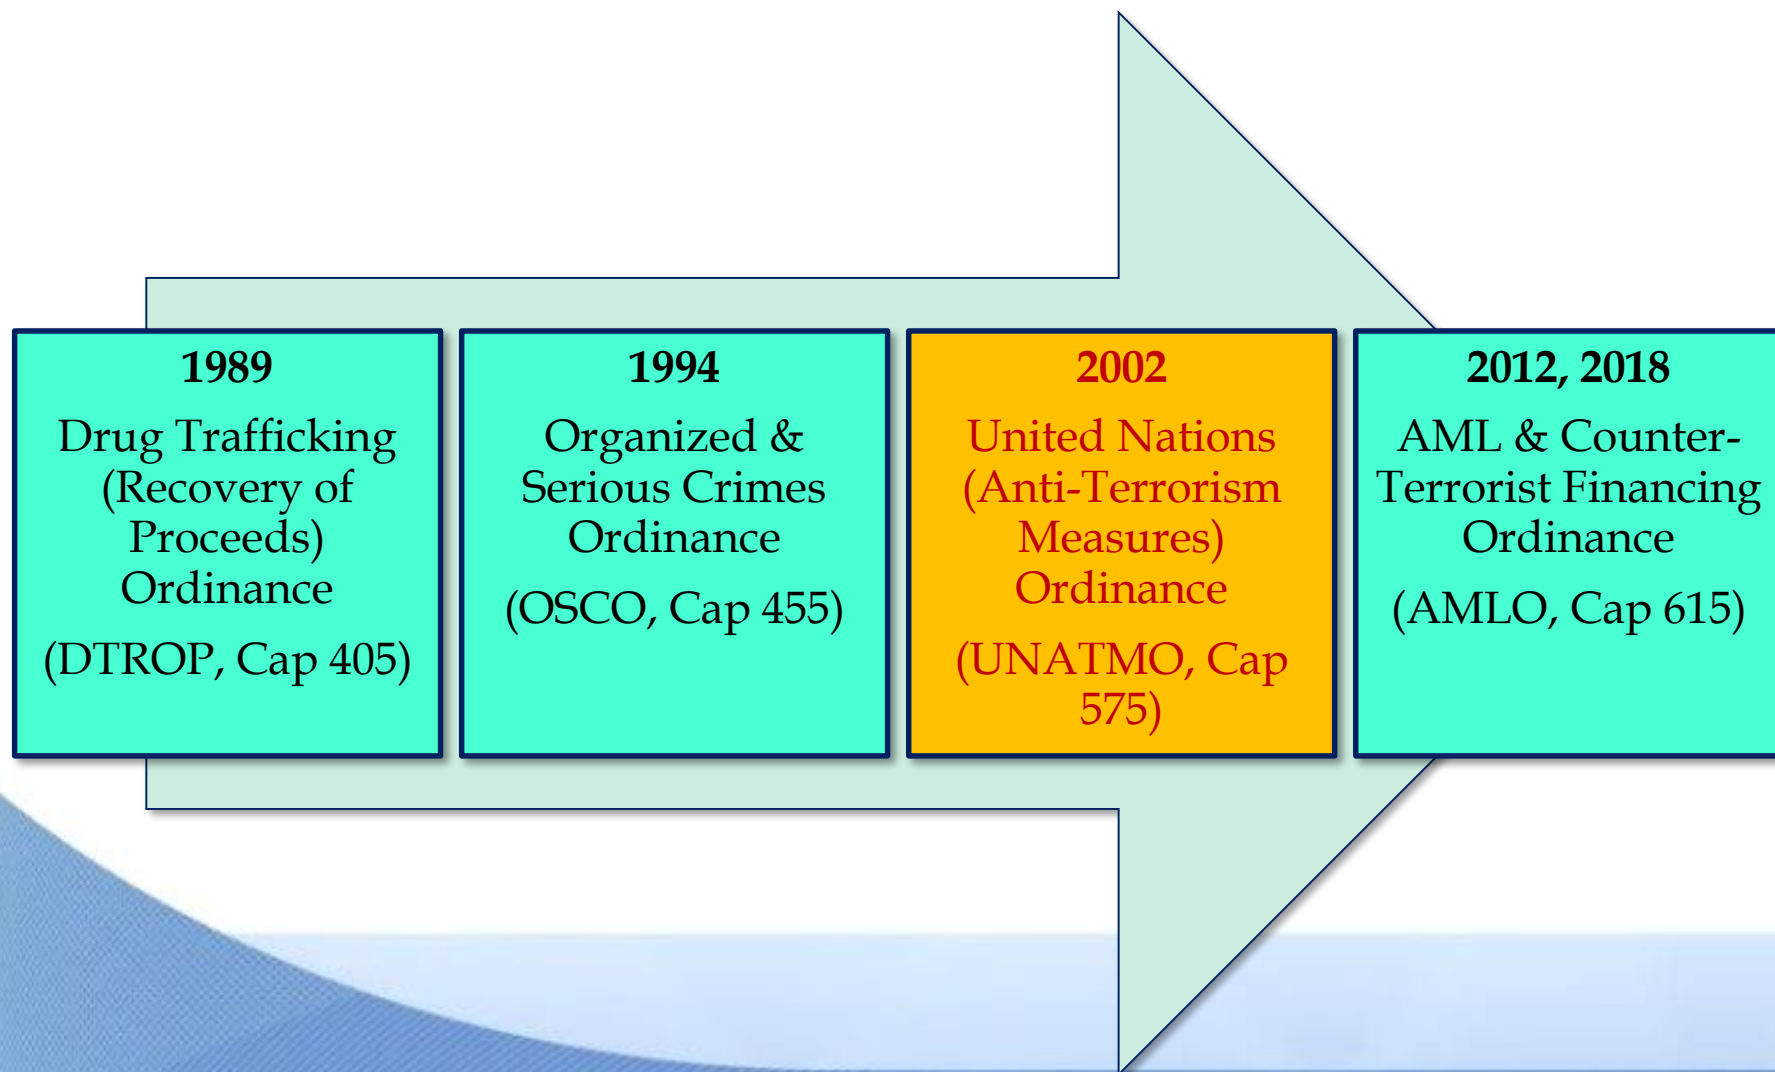 1989
Drug Trafficking
(Recovery of
Proceeds)
Ordinance
(DTROP, Cap 405)
1994
Organized &
Serious Crimes
Ordinance
(OSCO, Cap 455)
2002
United Nations
(Anti-Terrorism
Measures)
Ordinance
(UNATMO, Cap
575)
2012, 2018
AML & Counter-
Terrorist Financing
Ordinance
(AMLO, Cap 615)